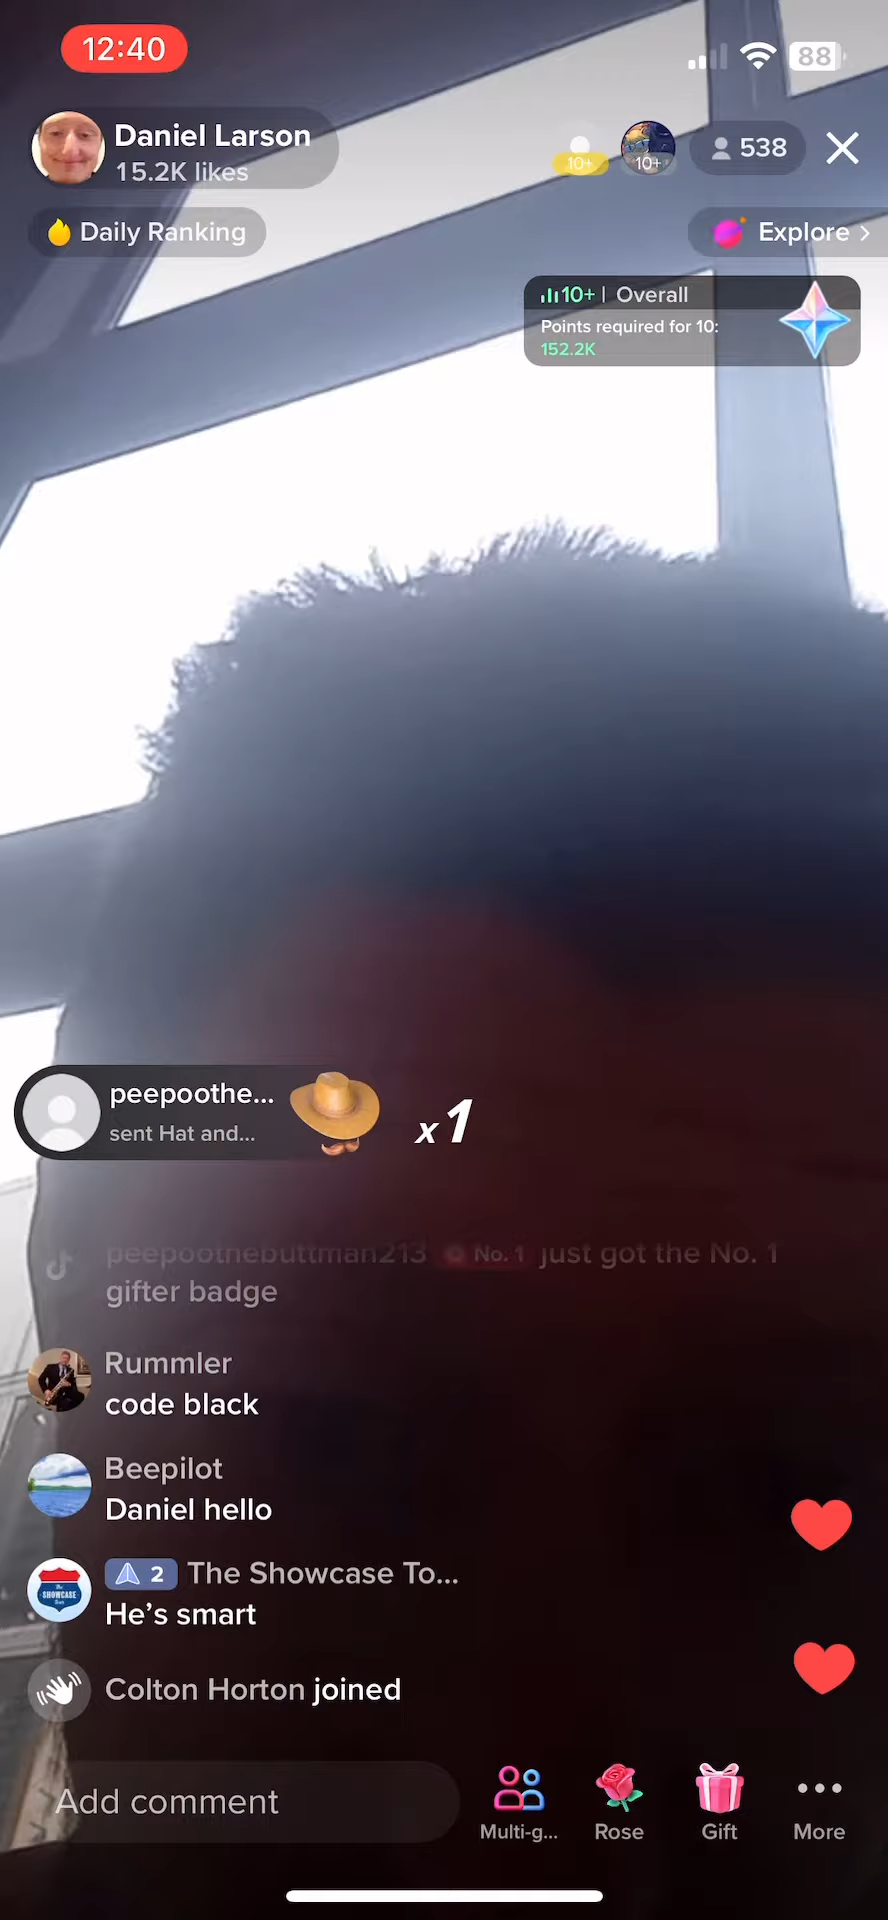 12:40
88
Daniel Larson
15.2K likes
10+
10+
538
Daily Ranking
Explore >
10+ | Overall
Points required for 10:
152.2K
peepoothe...
sent Hat and...
x1
peepoothebuttman213 No. 1 just got the No. 1
gifter badge
Rummler
code black
Beepilot
Daniel hello
2 The Showcase To...
The
SHOWCASE
Tour
He's smart
Colton Horton joined
Add comment
Multi-g...
Rose
Gift
More